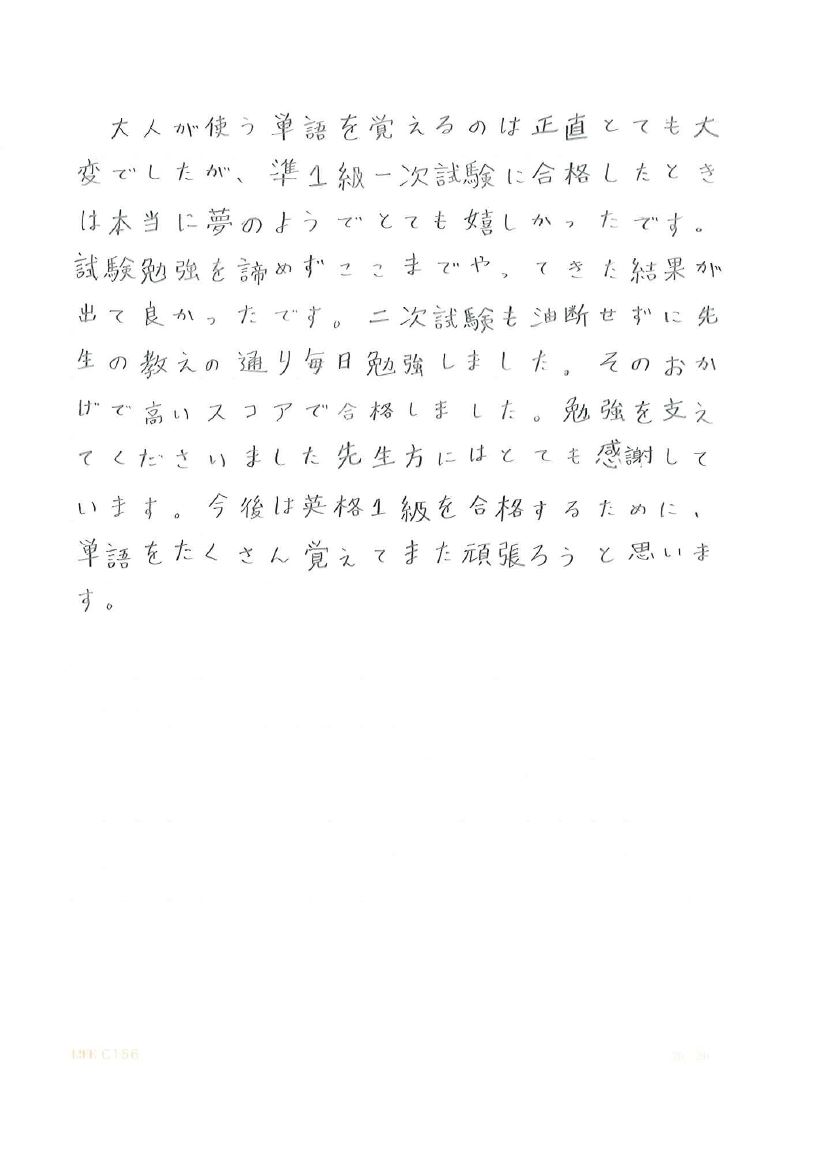 大人が使う単語を覚えるのは正直とても大
変でしたが、準1級一次試験に合格したとき
は本当に夢のようでとても嬉しかったです。
試験勉強を諦めずここまでやってきた結果が
出て良かったです。二次試験も油断せずに先
生の教えの通り毎日勉強しました。そのおか
げで高いスコアで合格しました。勉強を支え
てくださいました先生方にはとても感謝して
います。今後は英格1級を合格するために、
単語をたくさん覚えてまた頑張ろうと思いま
す。
LIFE C156